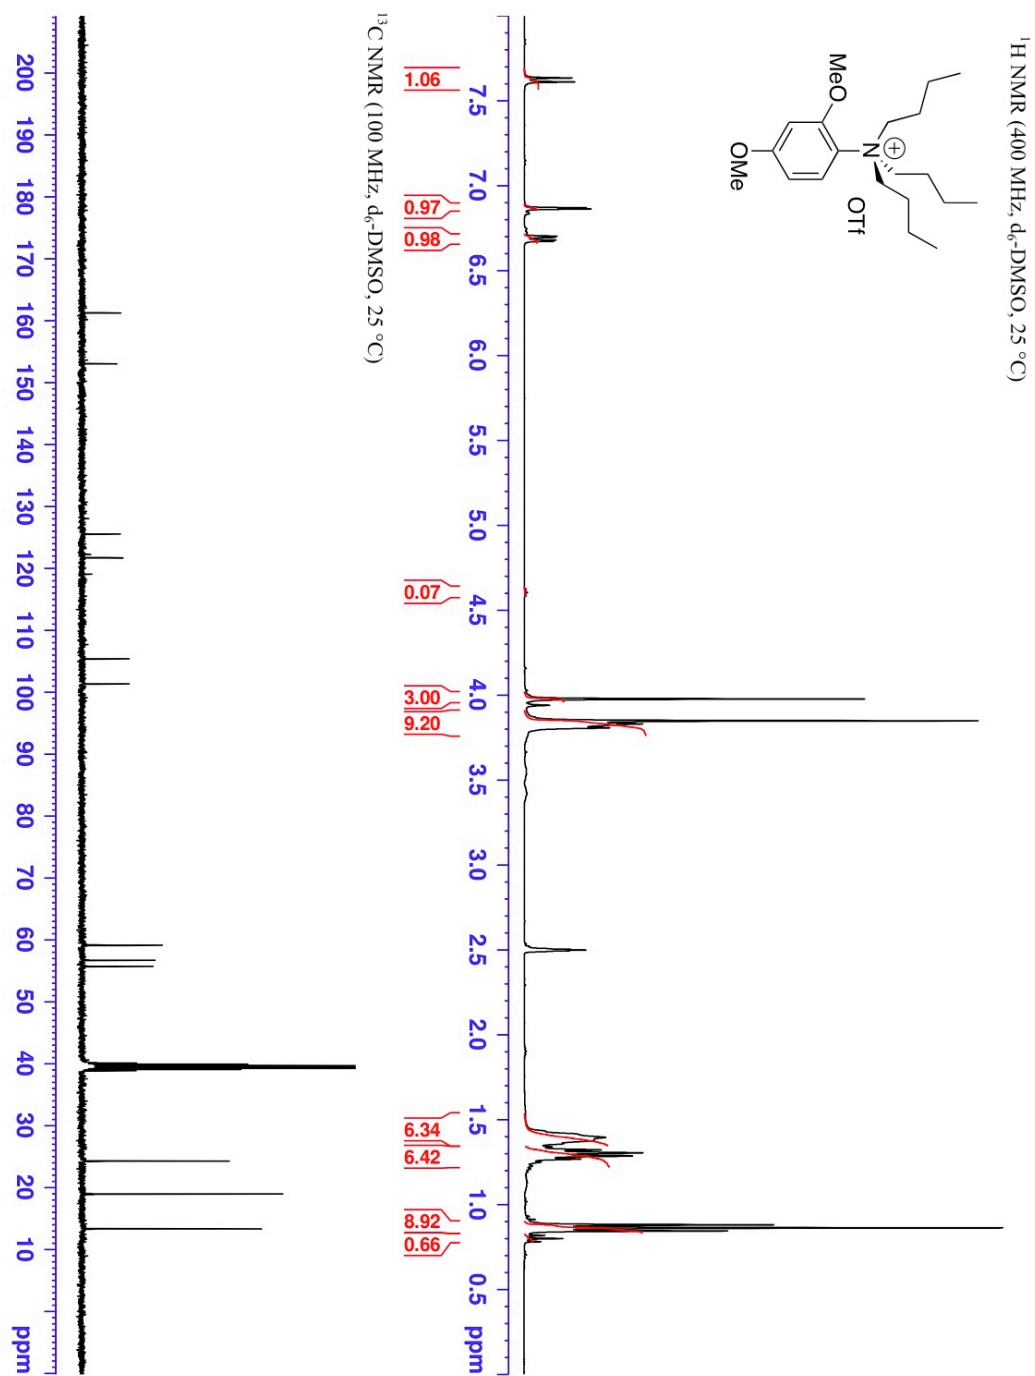 ¹H NMR (400 MHz, d₆-DMSO, 25 °C)
MeO
OMe
N
+
OTf
7.5 7.0 6.5 6.0 5.5 5.0 4.5 4.0 3.5 3.0 2.5 2.0 1.5 1.0 0.5 ppm
1.06 0.97 0.98 0.07 3.00 9.20 6.34 6.42 8.92 0.66
¹³C NMR (100 MHz, d₆-DMSO, 25 °C)
200 190 180 170 160 150 140 130 120 110 100 90 80 70 60 50 40 30 20 10 ppm